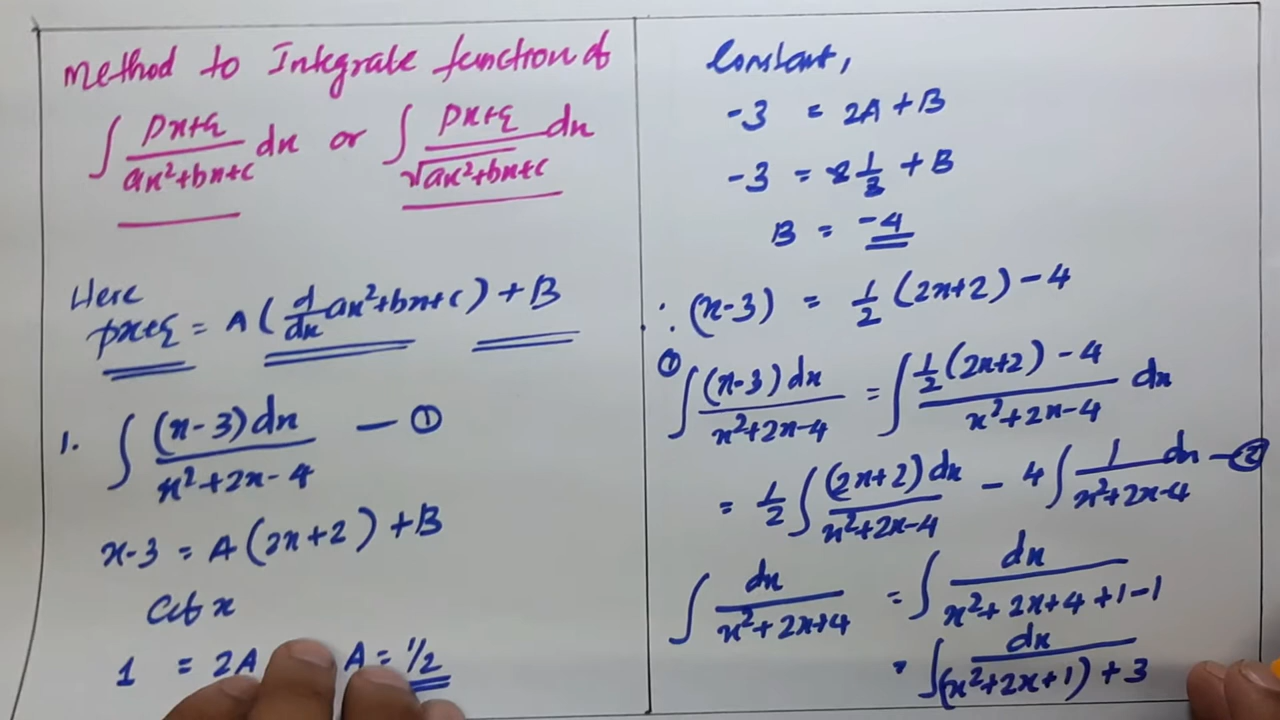 Method to Integrate function of
∫ px+q / ax²+bx+c dx or ∫ px+q / √ax²+bx+c dx
Here
px+q = A ( d/dx ax²+bx+c ) + B
1. ∫ (x-3) dx / x²+2x-4 — ①
x-3 = A (2x+2) + B
Cof x
1 = 2A A = 1/2
Constant,
-3 = 2A + B
-3 = 2 1/2 + B
B = -4
∴ (x-3) = 1/2 (2x+2) - 4
① ∫ (x-3) dx / x²+2x-4 = ∫ 1/2 (2x+2) - 4 / x²+2x-4 dx
= 1/2 ∫ (2x+2) dx / x²+2x-4 - 4 ∫ 1 / x²+2x-4 dx — ②
∫ dx / x²+2x+4 = ∫ dx / x²+2x+4+1-1
= ∫ dx / (x²+2x+1) + 3